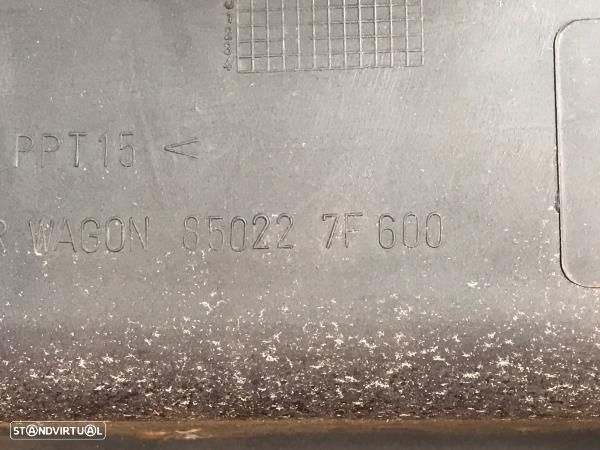 PPT15 <
R WAGON 85022 7F600
STANDVIRTUAL